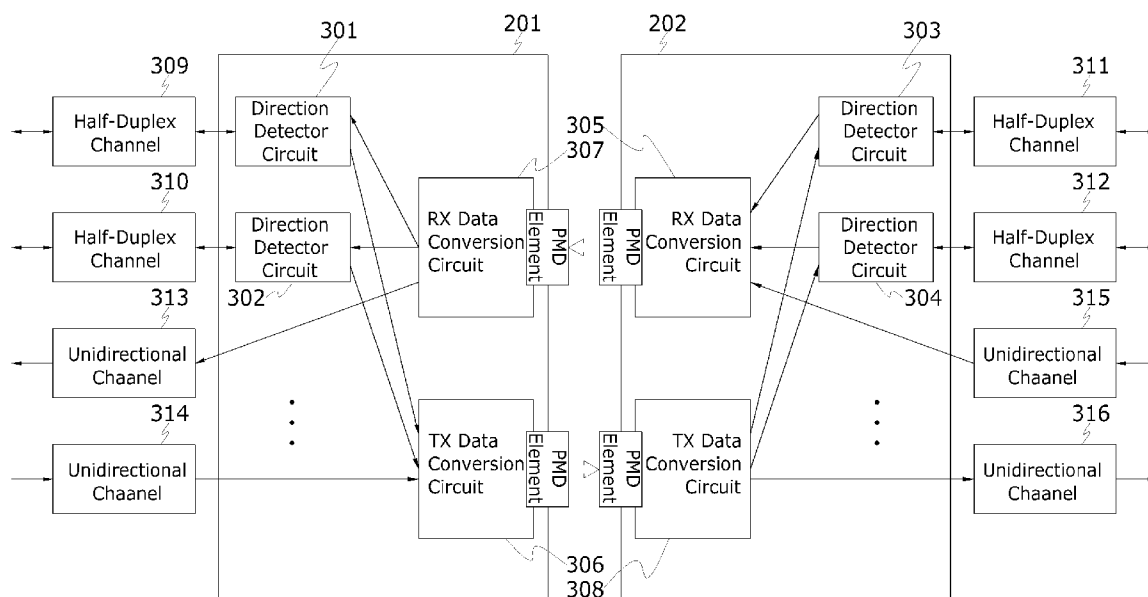 301
201
202
303
309
Half-Duplex
Channel
Direction
Detector
Circuit
305
307
Direction
Detector
Circuit
311
Half-Duplex
Channel
310
Half-Duplex
Channel
Direction
Detector
Circuit
302
RX Data
Conversion
Circuit
PMD
Element
PMD
Element
RX Data
Conversion
Circuit
Direction
Detector
Circuit
304
312
Half-Duplex
Channel
313
Unidirectional
Chaanel
315
Unidirectional
Chaanel
314
Unidirectional
Chaanel
TX Data
Conversion
Circuit
PMD
Element
PMD
Element
TX Data
Conversion
Circuit
316
Unidirectional
Chaanel
306
308